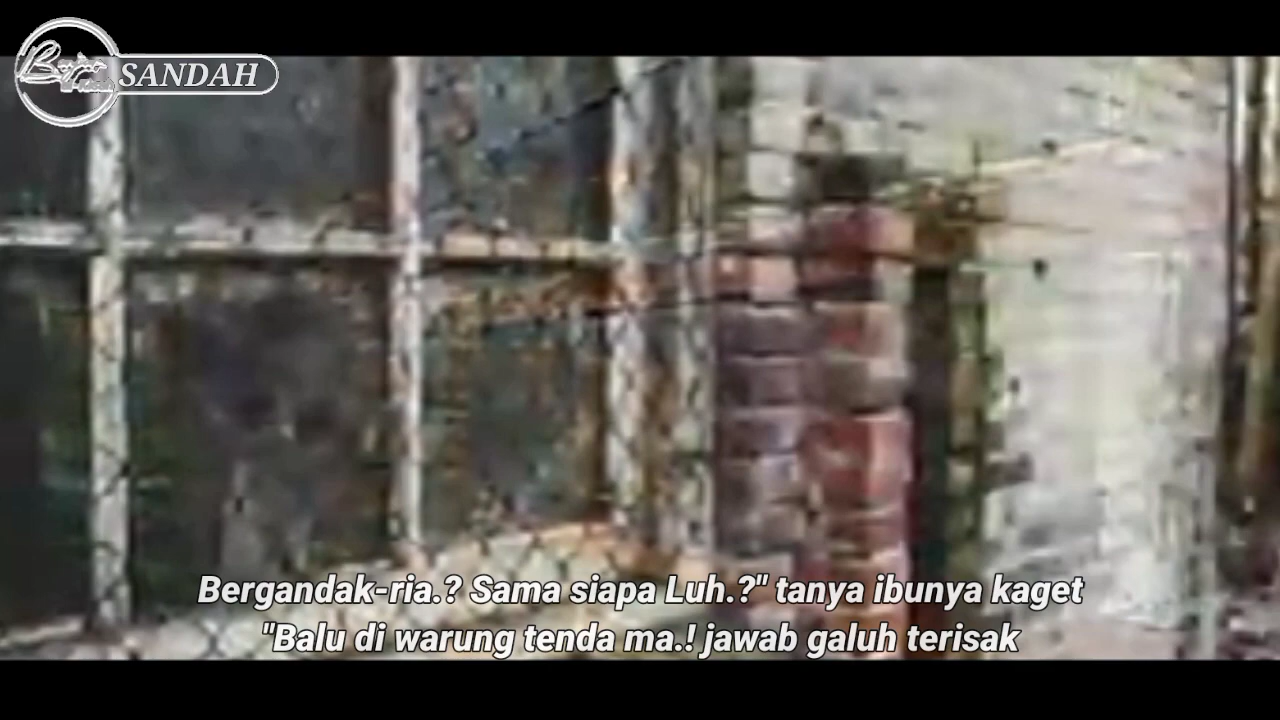 SANDAH
Bergandak-ria.? Sama siapa Luh.?" tanya ibunya kaget
"Balu di warung tenda ma.! jawab galuh terisak